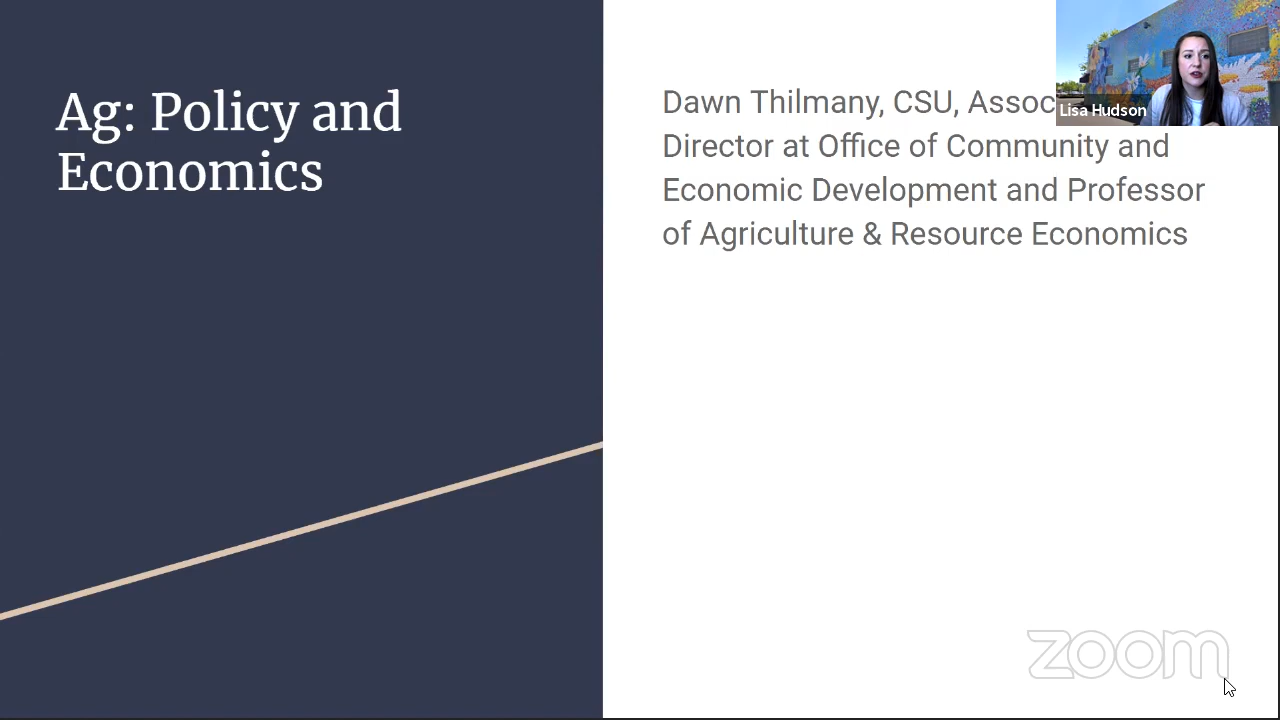 Ag: Policy and
Economics
Dawn Thilmany, CSU, Assoc
Director at Office of Community and
Economic Development and Professor
of Agriculture & Resource Economics
Lisa Hudson
zoom